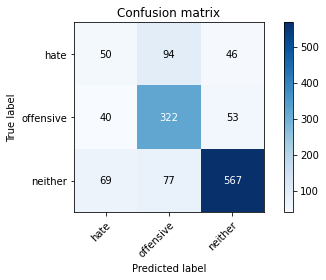 Confusion matrix
True label
hate 50 94 46
offensive 40 322 53
neither 69 77 567
hate offensive neither
Predicted label
500
400
300
200
100